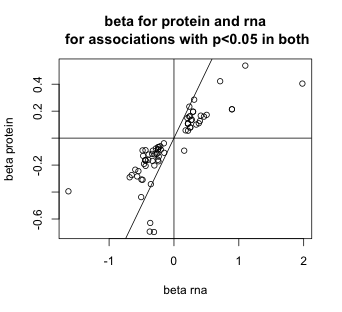 beta for protein and rna
for associations with p<0.05 in both
beta protein
0.4
0.2
-0.2
-0.6
-1
0
1
2
beta rna